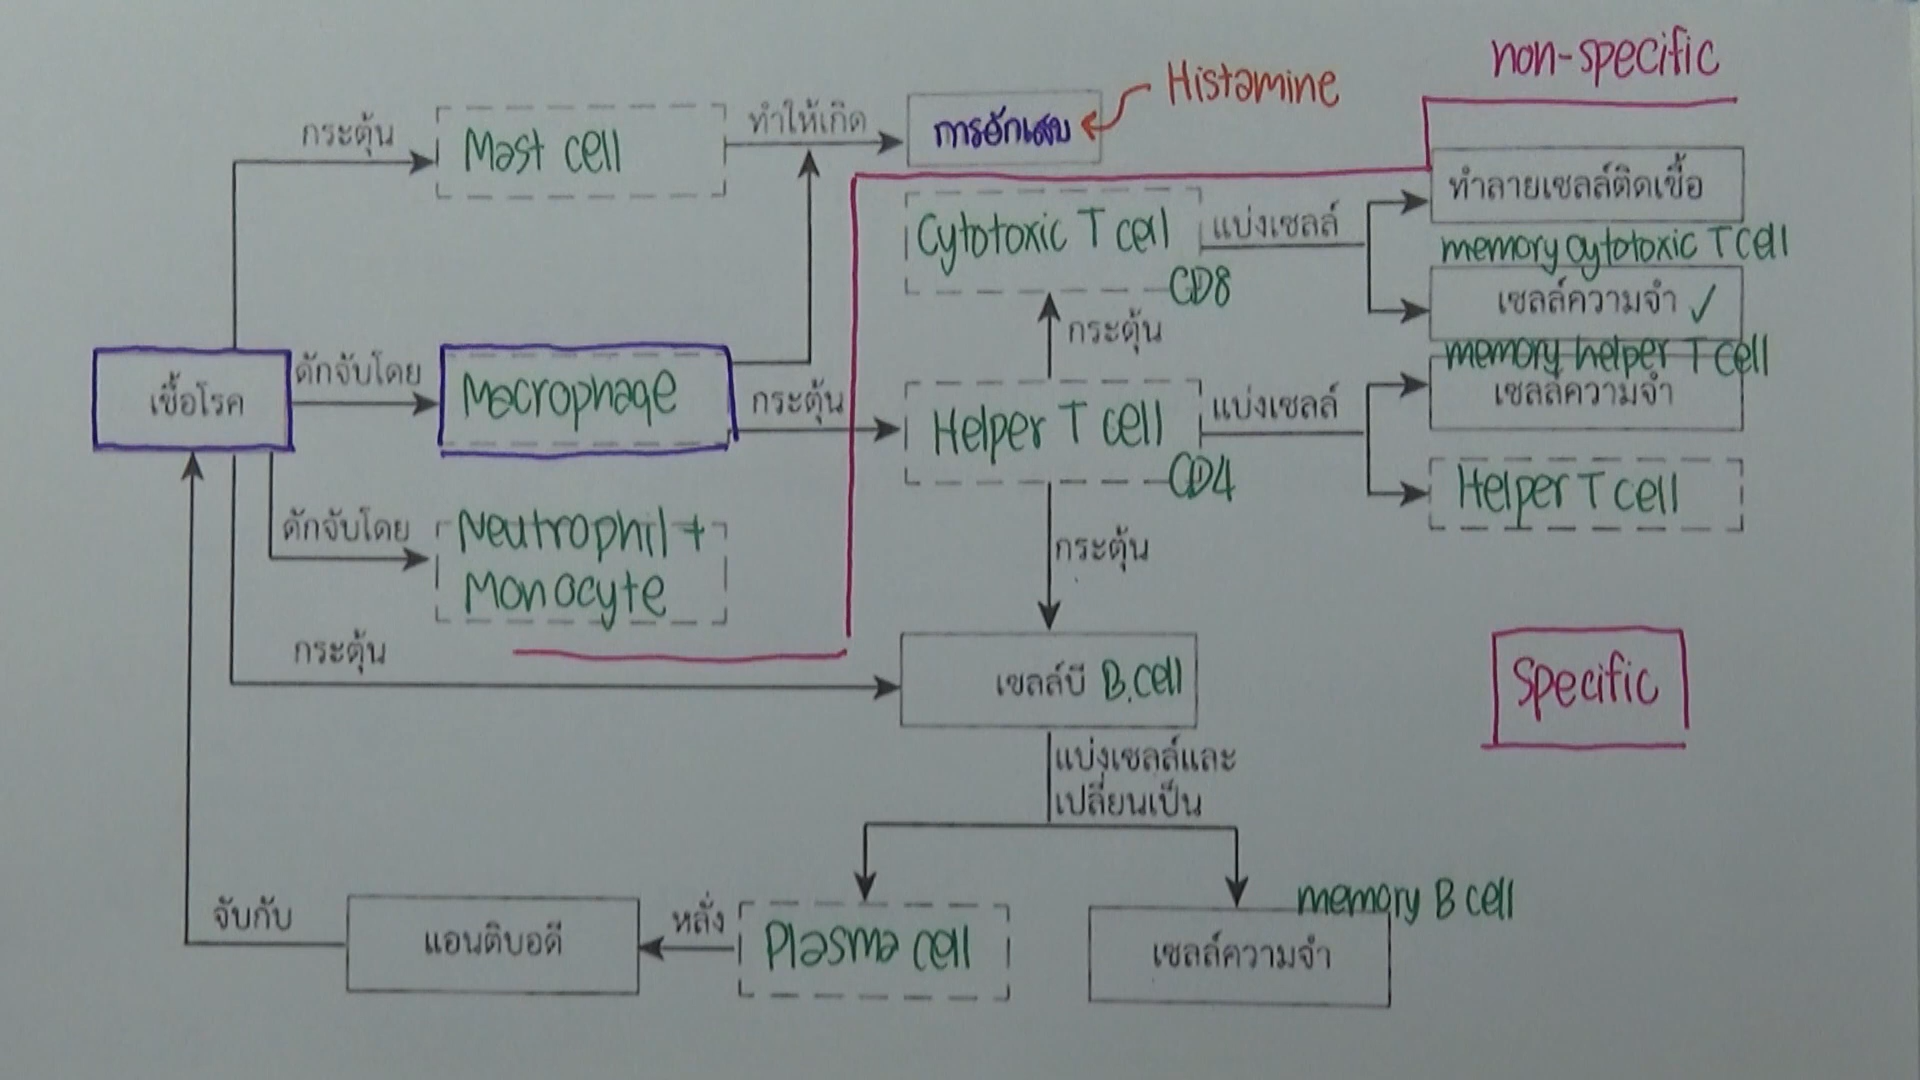 non-specific
Histamine
กระตุ้น
Mast cell
ทำให้เกิด
การอักเสบ
Cytotoxic T cell
CD8
แบ่งเซลล์
ทำลายเซลล์ติดเชื้อ
memory cytotoxic T cell
เซลล์ความจำ ✓
กระตุ้น
เชื้อโรค
ดักจับโดย
Macrophage
กระตุ้น
Helper T cell
CD4
แบ่งเซลล์
memory helper T cell
เซลล์ความจำ
Helper T cell
ดักจับโดย
Neutrophil +
Monocyte
กระตุ้น
กระตุ้น
เซลล์บี B.cell
Specific
แบ่งเซลล์และ
เปลี่ยนเป็น
จับกับ
แอนติบอดี
หลั่ง
Plasma cell
memory B cell
เซลล์ความจำ